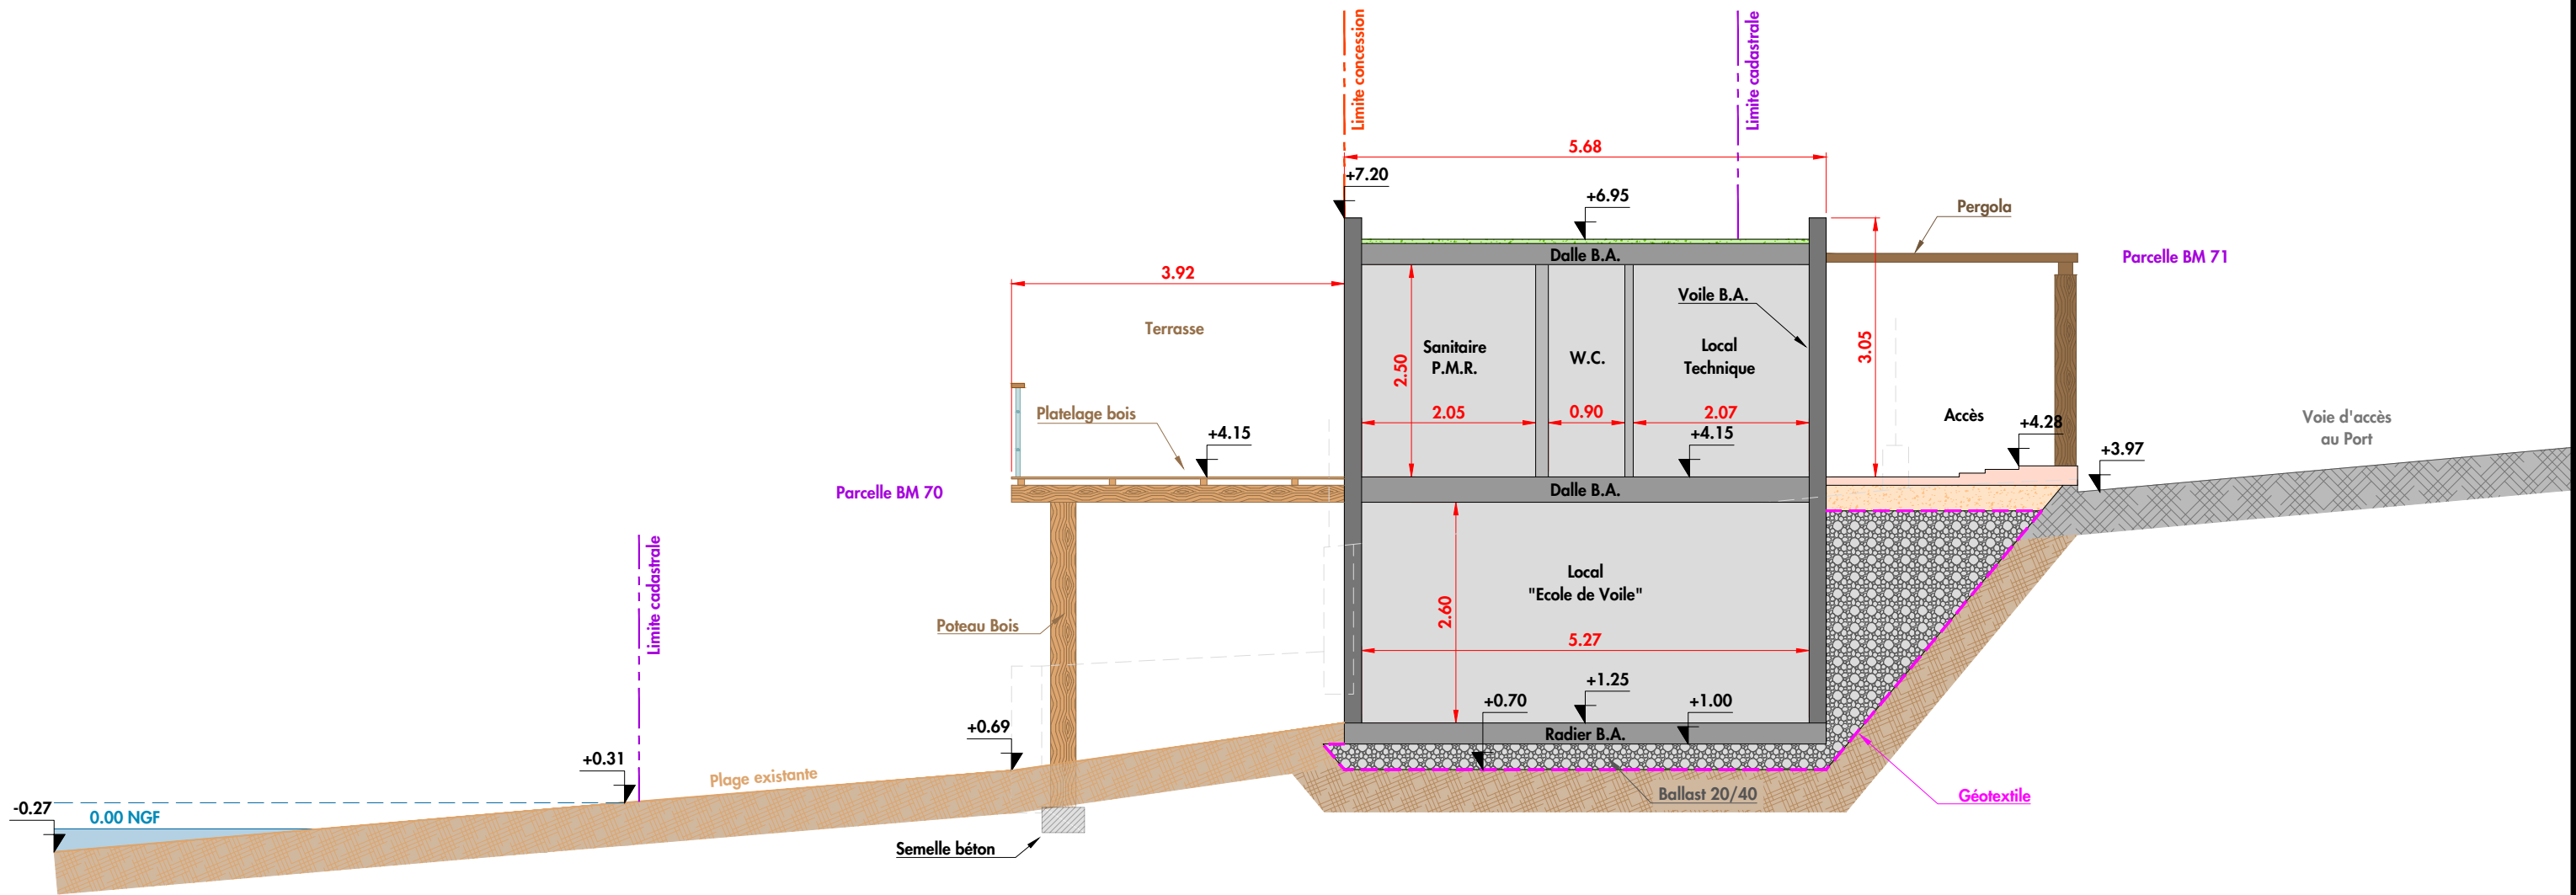 Limite concession
Limite cadastrale
5.68
+7.20
+6.95
Pergola
Dalle B.A.
Parcelle BM 71
3.92
Voile B.A.
Terrasse
Sanitaire
P.M.R.
W.C.
Local
Technique
2.50
3.05
Platelage bois
2.05
0.90
2.07
Accès
Voie d'accès
au Port
+4.15
+4.15
+4.28
+3.97
Parcelle BM 70
Dalle B.A.
Limite cadastrale
Local
"Ecole de Voile"
2.60
Poteau Bois
5.27
+1.25
+0.70
+1.00
+0.69
Radier B.A.
+0.31
Plage existante
Ballast 20/40
Géotextile
-0.27
0.00 NGF
Semelle béton